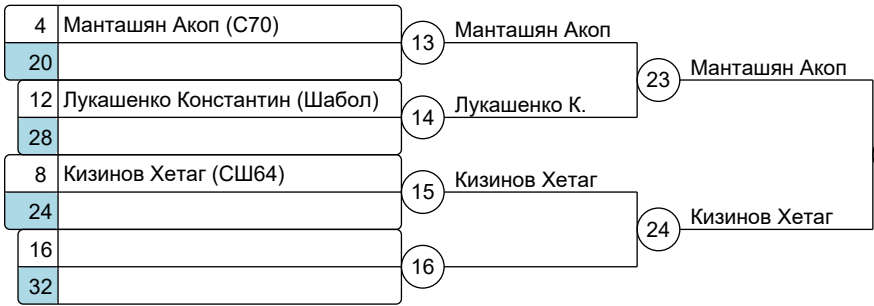 4 Манташян Акоп (С70)
20
13 Манташян Акоп
12 Лукашенко Константин (Шабол)
28
14 Лукашенко К.
23 Манташян Акоп
8 Кизинов Хетаг (СШ64)
24
15 Кизинов Хетаг
16
32
16
24 Кизинов Хетаг